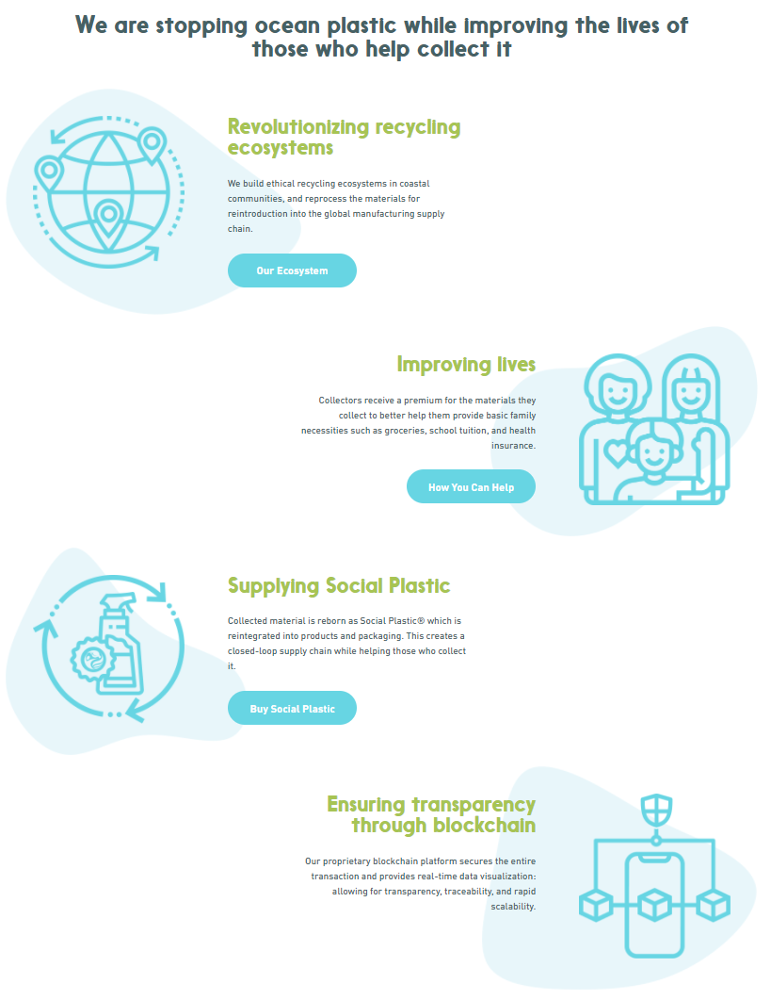 We are stopping ocean plastic while improving the lives of
those who help collect it
Revolutionizing recycling
ecosystems
We build ethical recycling ecosystems in coastal
communities, and reprocess the materials for
reintroduction into the global manufacturing supply
chain.
Our Ecosystem
Improving lives
Collectors receive a premium for the materials they
collect to better help them provide basic family
necessities such as groceries, school tuition, and health
insurance.
How You Can Help
Supplying Social Plastic
Collected material is reborn as Social Plastic® which is
reintegrated into products and packaging. This creates a
closed-loop supply chain while helping those who collect
it.
Buy Social Plastic
Ensuring transparency
through blockchain
Our proprietary blockchain platform secures the entire
transaction and provides real-time data visualization:
allowing for transparency, traceability, and rapid
scalability.